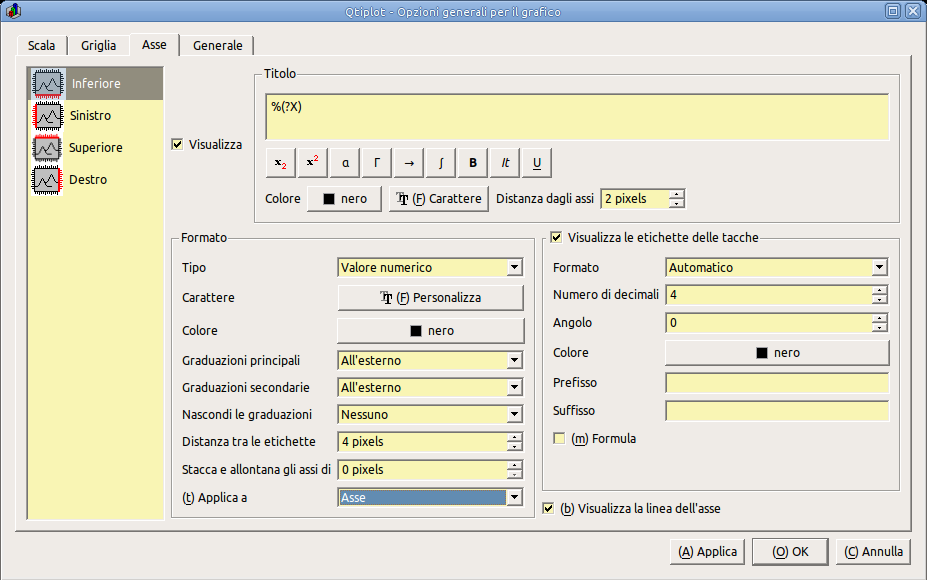 Qtiplot - Opzioni generali per il grafico
Scala Griglia Asse Generale
Inferiore
Sinistro
Superiore
Destro
Visualizza
Titolo
%(?X)
x2 x2 α Γ → ∫ B It U
Colore nero (F) Carattere Distanza dagli assi 2 pixels
Formato
Tipo Valore numerico
Carattere (F) Personalizza
Colore nero
Graduazioni principali All'esterno
Graduazioni secondarie All'esterno
Nascondi le graduazioni Nessuno
Distanza tra le etichette 4 pixels
Stacca e allontana gli assi di 0 pixels
(t) Applica a Asse
Visualizza le etichette delle tacche
Formato Automatico
Numero di decimali 4
Angolo 0
Colore nero
Prefisso
Suffisso
(m) Formula
(b) Visualizza la linea dell'asse
(A) Applica (O) OK (C) Annulla